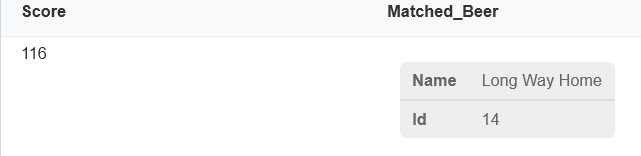 Score Matched_Beer
116
Name Long Way Home
Id 14